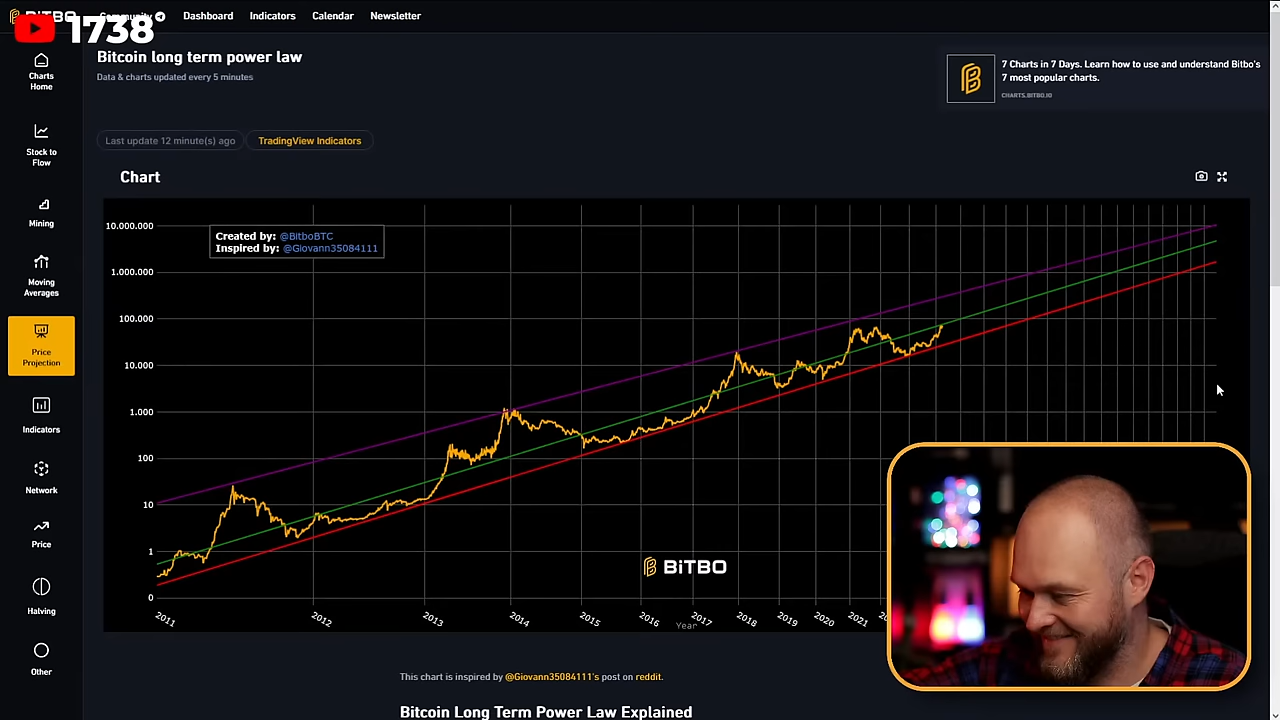 BiTBO
Community
Dashboard
Indicators
Calendar
Newsletter
1738
Bitcoin long term power law
Data & charts updated every 5 minutes
7 Charts in 7 Days. Learn how to use and understand Bitbo's
7 most popular charts.
CHARTS.BITBO.IO
Charts
Home
Stock to
Flow
Mining
Moving
Averages
Price
Projection
Indicators
Network
Price
Halving
Other
Last update 12 minute(s) ago
TradingView Indicators
Chart
Created by: @BitboBTC
Inspired by: @Giovann35084111
10.000.000
1.000.000
100.000
10.000
1.000
100
10
1
0
2011
2012
2013
2014
2015
2016
2017
2018
2019
2020
2021
Year
BiTBO
This chart is inspired by @Giovann35084111's post on reddit.
Bitcoin Long Term Power Law Explained